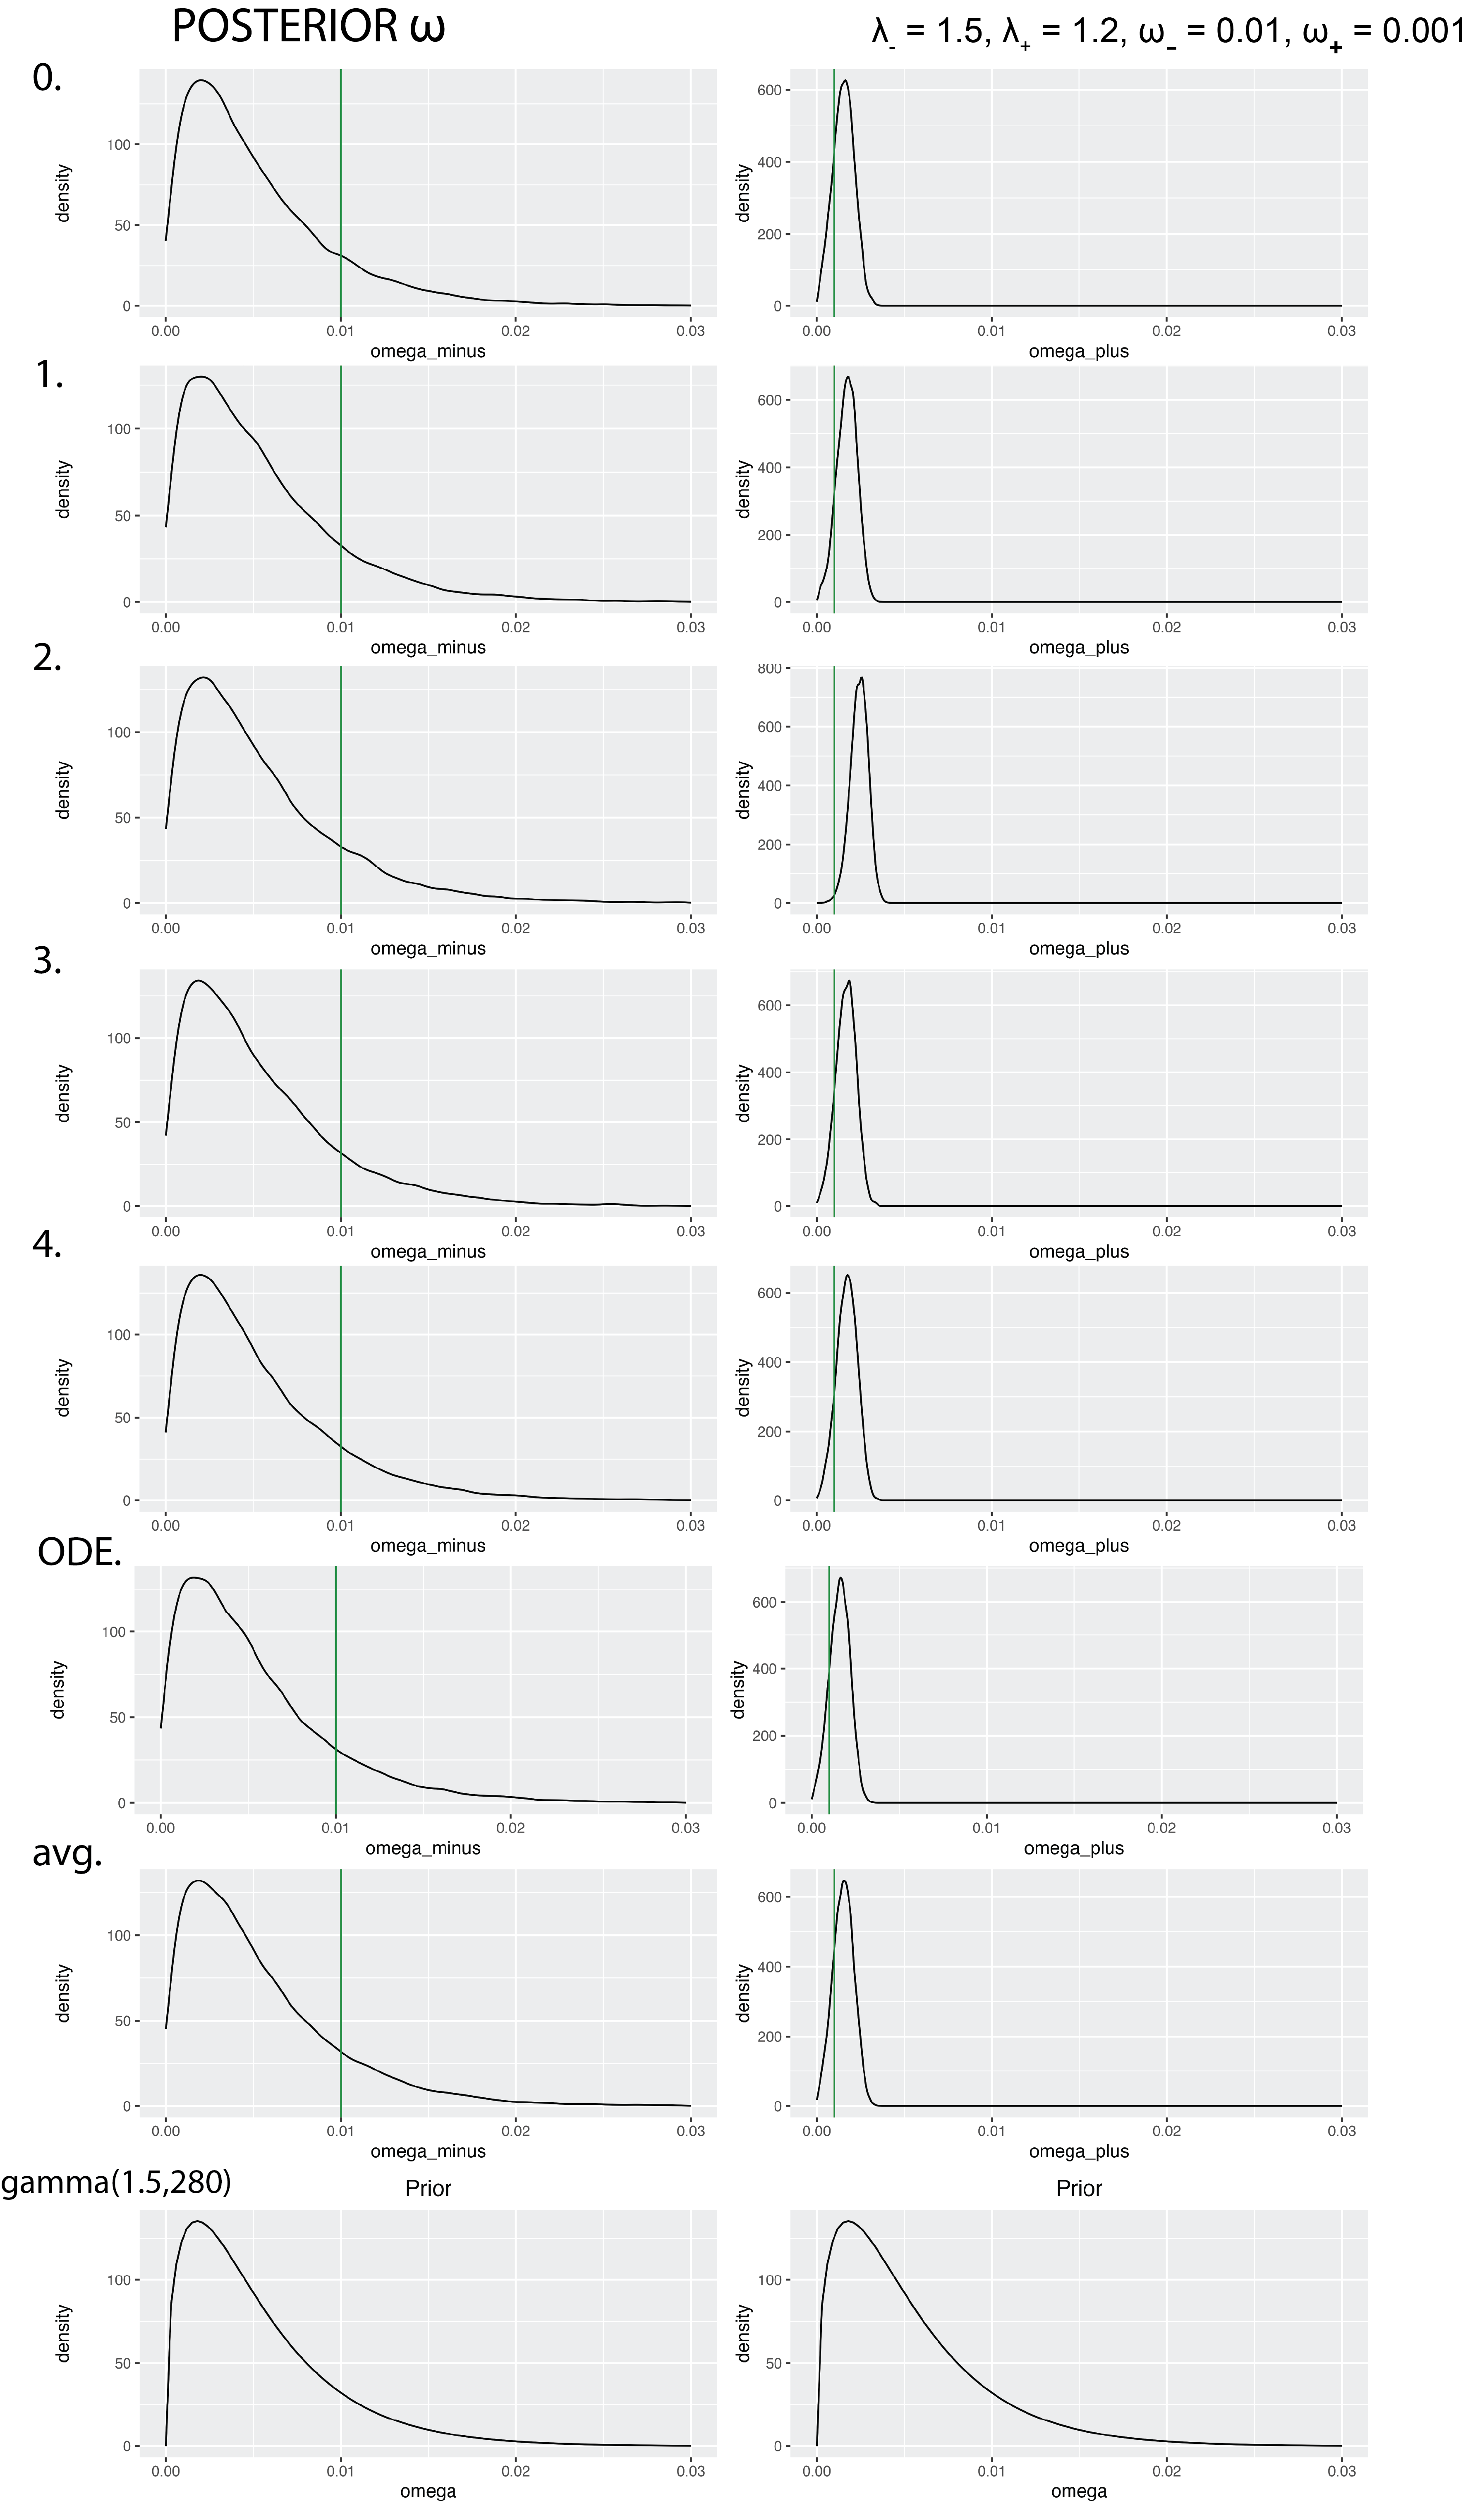 POSTERIOR ω
λ- = 1.5, λ+ = 1.2, ω- = 0.01, ω+ = 0.001
0.
density
100
50
0
0.00 0.01 0.02 0.03
omega_minus
density
600
400
200
0
0.00 0.01 0.02 0.03
omega_plus
1.
density
100
50
0
0.00 0.01 0.02 0.03
omega_minus
density
600
400
200
0
0.00 0.01 0.02 0.03
omega_plus
2.
density
100
50
0
0.00 0.01 0.02 0.03
omega_minus
density
800
600
400
200
0
0.00 0.01 0.02 0.03
omega_plus
3.
density
100
50
0
0.00 0.01 0.02 0.03
omega_minus
density
600
400
200
0
0.00 0.01 0.02 0.03
omega_plus
4.
density
100
50
0
0.00 0.01 0.02 0.03
omega_minus
density
600
400
200
0
0.00 0.01 0.02 0.03
omega_plus
ODE.
density
100
50
0
0.00 0.01 0.02 0.03
omega_minus
density
600
400
200
0
0.00 0.01 0.02 0.03
omega_plus
avg.
density
100
50
0
0.00 0.01 0.02 0.03
omega_minus
density
600
400
200
0
0.00 0.01 0.02 0.03
omega_plus
gamma(1.5,280)
Prior
density
100
50
0
0.00 0.01 0.02 0.03
omega
Prior
density
100
50
0
0.00 0.01 0.02 0.03
omega